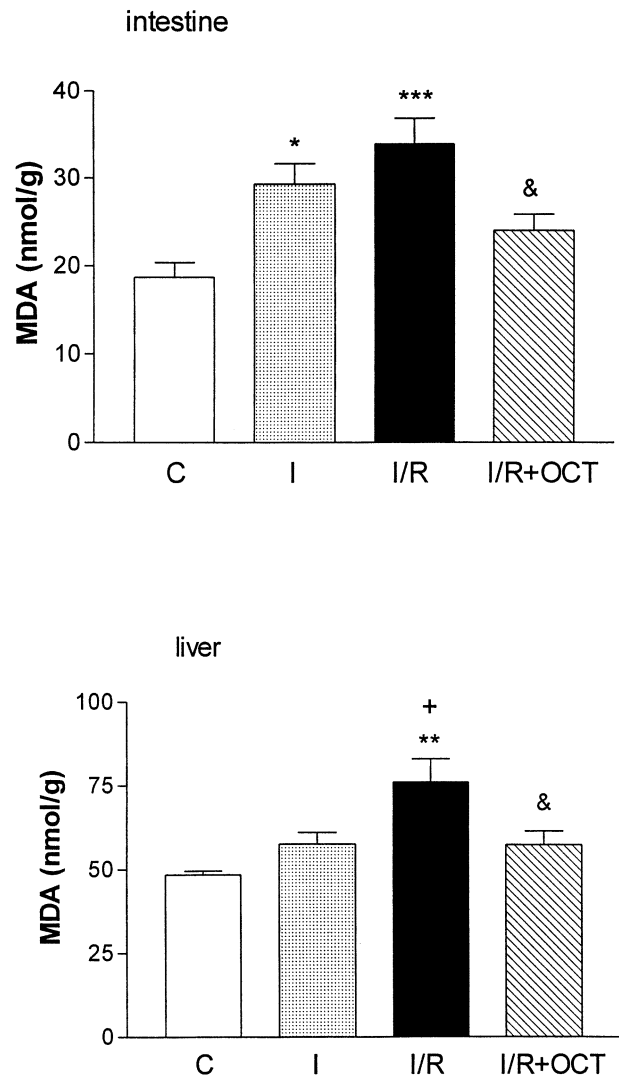 intestine
MDA (nmol/g)
40
30
20
10
0
*
***
&
C I I/R I/R+OCT
liver
MDA (nmol/g)
100
75
50
25
0
+
**
&
C I I/R I/R+OCT